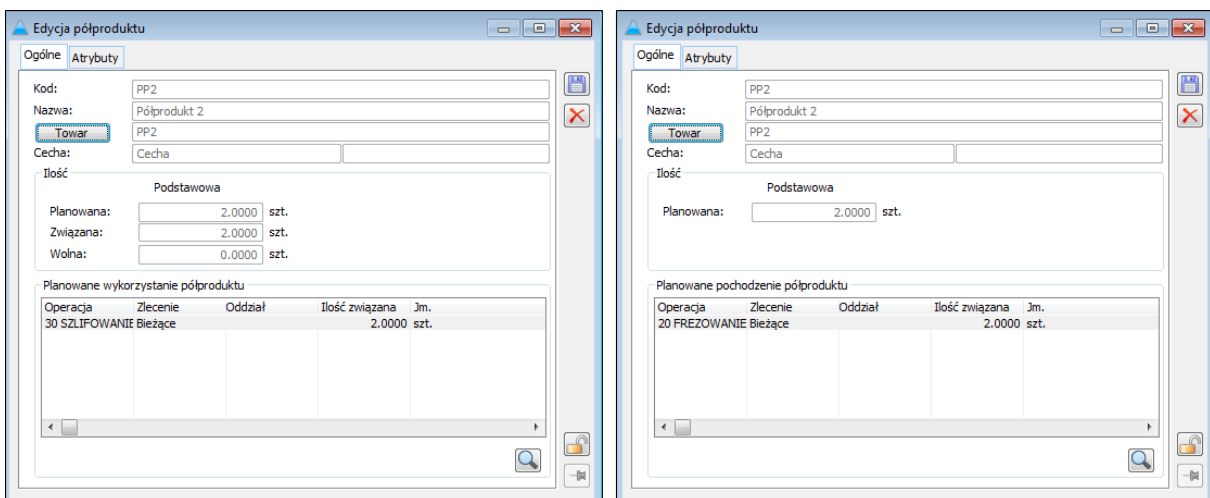 Edycja półproduktu
Ogólne Atrybuty
Kod: PP2
Nazwa: Półprodukt 2
Towar PP2
Cecha: Cecha
Ilość
Podstawowa
Planowana: 2.0000 szt.
Związana: 2.0000 szt.
Wolna: 0.0000 szt.
Planowane wykorzystanie półproduktu
Operacja Zlecenie Oddział Ilość związana Jm.
30 SZLIFOWANIE Bieżące 2.0000 szt.
Edycja półproduktu
Ogólne Atrybuty
Kod: PP2
Nazwa: Półprodukt 2
Towar PP2
Cecha: Cecha
Ilość
Podstawowa
Planowana: 2.0000 szt.
Planowane pochodzenie półproduktu
Operacja Zlecenie Oddział Ilość związana Jm.
20 FREZOWANIE Bieżące 2.0000 szt.